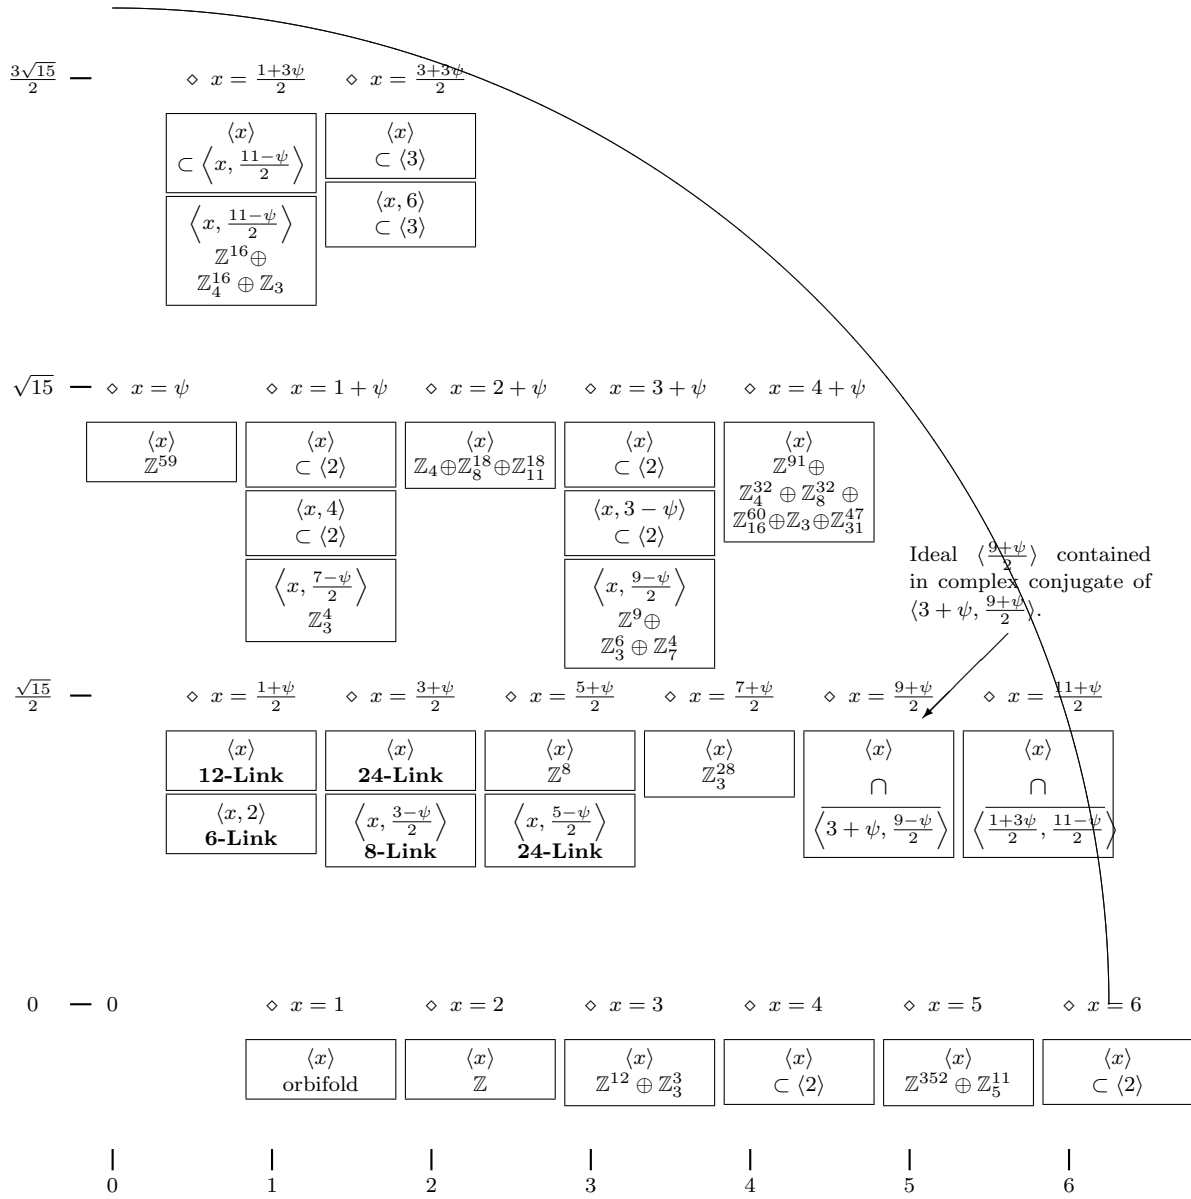 3√15/2 — ⋄ x = (1+3ψ)/2 ⋄ x = (3+3ψ)/2
⟨x⟩
⊂ ⟨x, (11−ψ)/2⟩
⟨x, (11−ψ)/2⟩
ℤ^16 ⊕
ℤ_4^16 ⊕ ℤ_3
⟨x⟩
⊂ ⟨3⟩
⟨x, 6⟩
⊂ ⟨3⟩
√15 — ⋄ x = ψ ⋄ x = 1 + ψ ⋄ x = 2 + ψ ⋄ x = 3 + ψ ⋄ x = 4 + ψ
⟨x⟩
ℤ^59
⟨x⟩
⊂ ⟨2⟩
⟨x, 4⟩
⊂ ⟨2⟩
⟨x, (7−ψ)/2⟩
ℤ_3^4
⟨x⟩
ℤ_4 ⊕ ℤ_8^18 ⊕ ℤ_11^18
⟨x⟩
⊂ ⟨2⟩
⟨x, 3 − ψ⟩
⊂ ⟨2⟩
⟨x, (9−ψ)/2⟩
ℤ^9 ⊕
ℤ_3^6 ⊕ ℤ_7^4
⟨x⟩
ℤ^91 ⊕
ℤ_4^32 ⊕ ℤ_8^32 ⊕
ℤ_16^60 ⊕ ℤ_3 ⊕ ℤ_31^47
Ideal ⟨(9+ψ)/2⟩ contained
in complex conjugate of
⟨3 + ψ, (9+ψ)/2⟩.
√15/2 — ⋄ x = (1+ψ)/2 ⋄ x = (3+ψ)/2 ⋄ x = (5+ψ)/2 ⋄ x = (7+ψ)/2 ⋄ x = (9+ψ)/2 ⋄ x = (11+ψ)/2
⟨x⟩
12-Link
⟨x, 2⟩
6-Link
⟨x⟩
24-Link
⟨x, (3−ψ)/2⟩
8-Link
⟨x⟩
ℤ^8
⟨x, (5−ψ)/2⟩
24-Link
⟨x⟩
ℤ_3^28
⟨x⟩
∩
⟨3 + ψ, (9−ψ)/2⟩
⟨x⟩
∩
⟨(1+3ψ)/2, (11−ψ)/2⟩
0 — 0 ⋄ x = 1 ⋄ x = 2 ⋄ x = 3 ⋄ x = 4 ⋄ x = 5 ⋄ x = 6
⟨x⟩
orbifold
⟨x⟩
ℤ
⟨x⟩
ℤ^12 ⊕ ℤ_3^3
⟨x⟩
⊂ ⟨2⟩
⟨x⟩
ℤ^352 ⊕ ℤ_5^11
⟨x⟩
⊂ ⟨2⟩
0 1 2 3 4 5 6